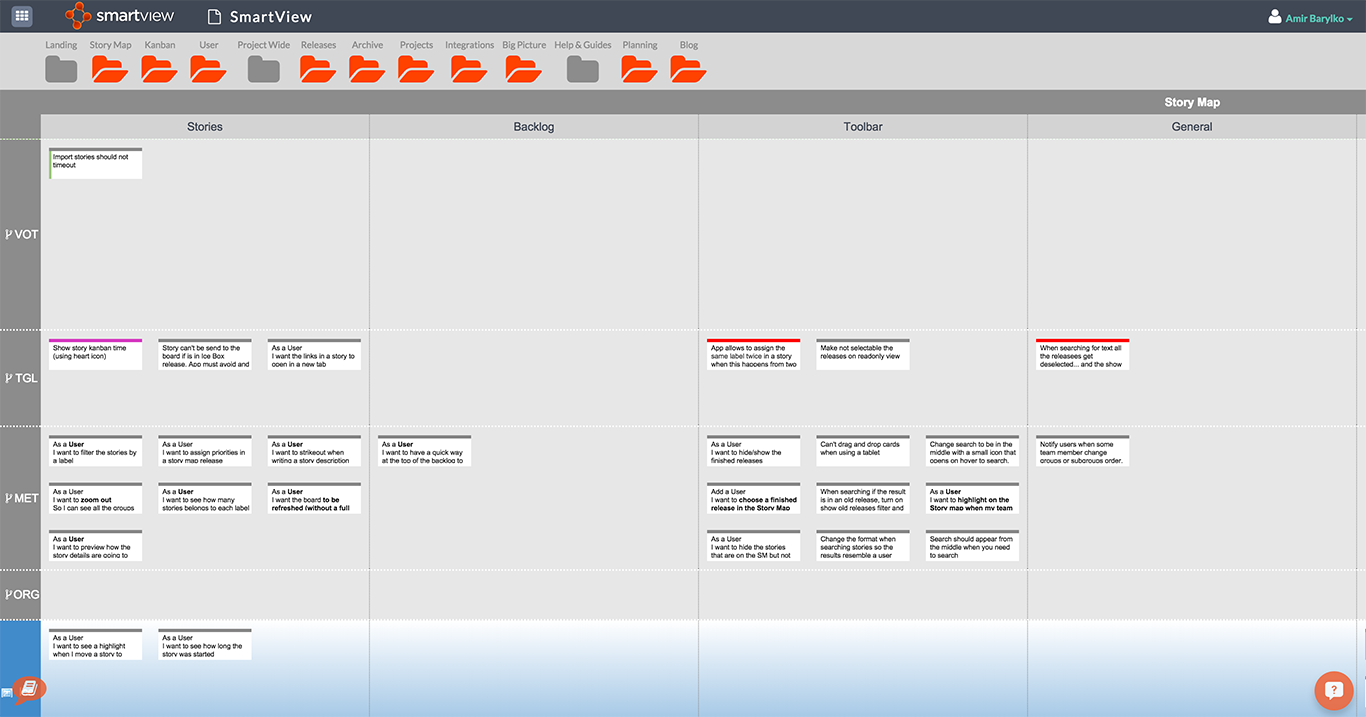 smartview
SmartView
Amir Barylko
Landing
Story Map
Kanban
User
Project Wide
Releases
Archive
Projects
Integrations
Big Picture
Help & Guides
Planning
Blog
Story Map
Stories
Backlog
Toolbar
General
VOT
Import stories should not
timeout
TGL
Show story kanban time
(using heart icon)
Story can't be send to the
board if is in Ice Box
release. App must avoid and
As a User
I want the links in a story to
open in a new tab
App allows to assign the
same label twice in a story
when this happens from two
Make not selectable the
releases on readonly view
When searching for text all
the releasees get
deselected... and the show
MET
As a User
I want to filter the stories by
a label
As a User
I want to assign priorities in
a story map release
As a User
I want to strikeout when
writing a story description
As a User
I want to have a quick way
at the top of the backlog to
As a User
I want to hide/show the
finished releases
Can't drag and drop cards
when using a tablet
Change search to be in the
middle with a small icon that
opens on hover to search.
Notify users when some
team member change
groups or subgroups order.
As a User
I want to zoom out
So I can see all the groups
As a User
I want to see how many
stories belongs to each label
As a User
I want the board to be
refreshed (without a full
Add a User
I want to choose a finished
release in the Story Map
When searching if the result
is in an old release, turn on
show old releases filter and
As a User
I want to highlight on the
Story map when my team
As a User
I want to preview how the
story details are going to
As a User
I want to hide the stories
that are on the SM but not
Change the format when
searching stories so the
results resemble a user
Search should appear from
the middle when you need
to search
ORG
As a User
I want to see a highlight
when I move a story to
As a User
I want to see how long the
story was started
?